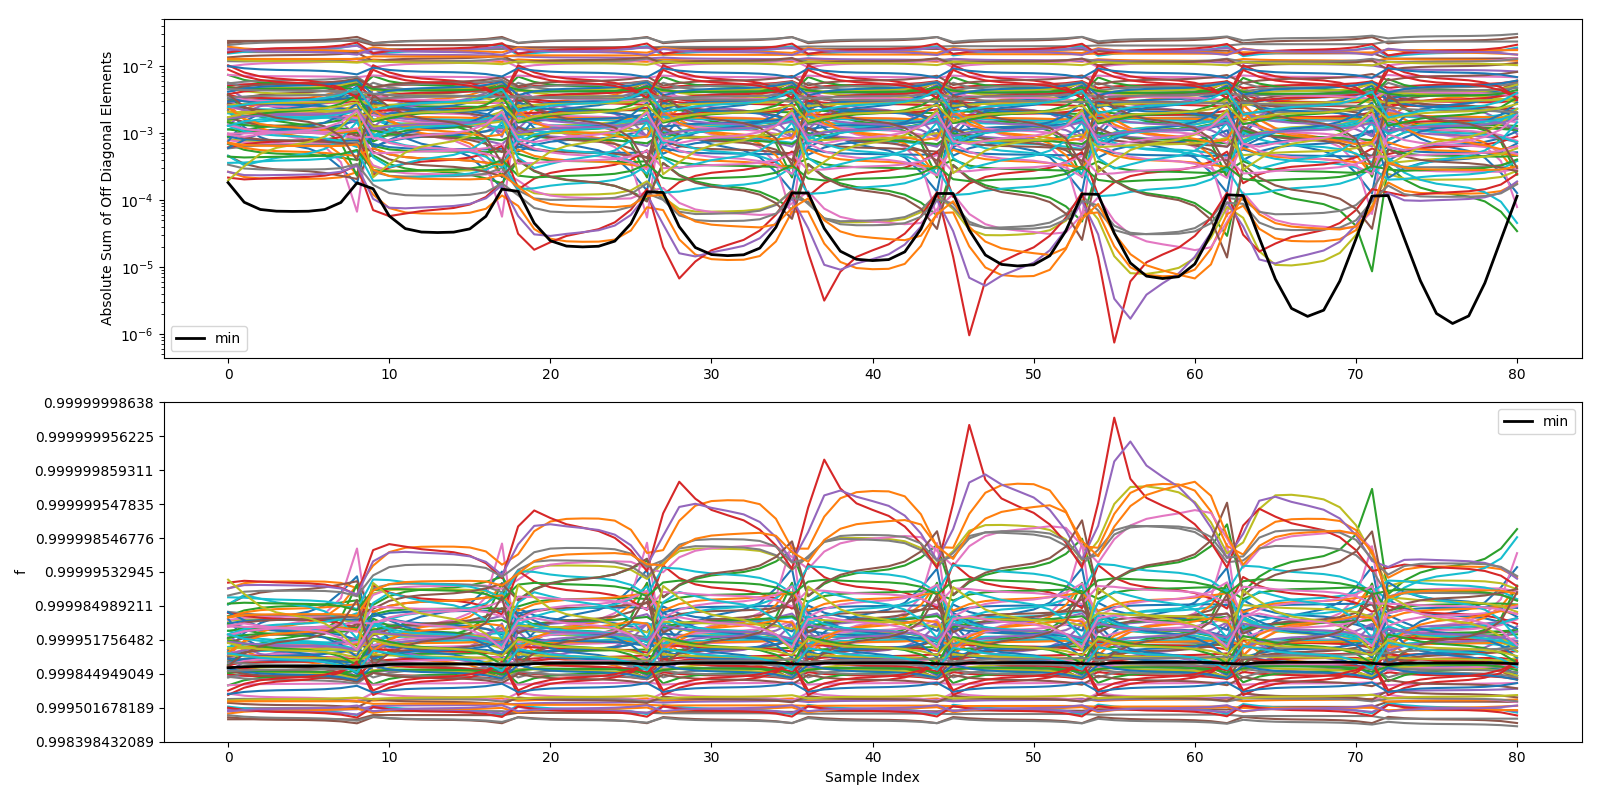 Absolute Sum of Off Diagonal Elements
10⁻²
10⁻³
10⁻⁴
10⁻⁵
10⁻⁶
min
0 10 20 30 40 50 60 70 80
f
0.99999998638
0.999999956225
0.999999859311
0.999999547835
0.999998546776
0.99999532945
0.999984989211
0.999951756482
0.999844949049
0.999501678189
0.998398432089
min
0 10 20 30 40 50 60 70 80
Sample Index